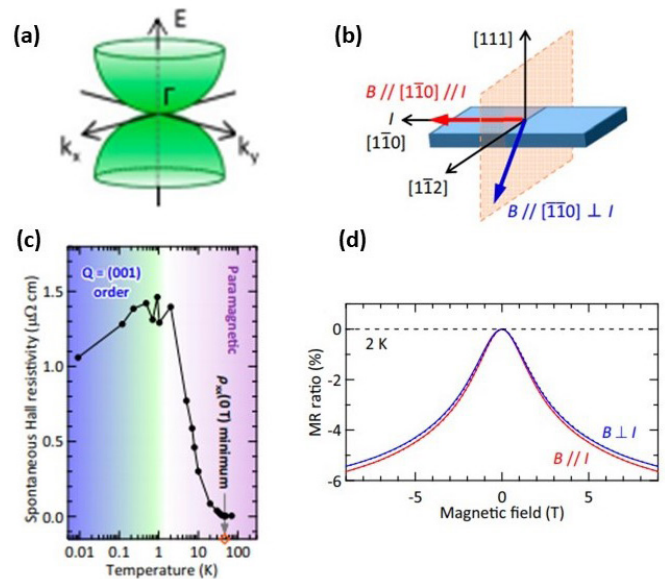 (a)
E
Γ
kx
ky
(b)
[111]
B // [11̅0] // I
I
[11̅0]
[11̅2]
B // [1̅1̅0] ⊥ I
(c)
Spontaneous Hall resistivity (μΩ cm)
1.5
1.0
0.5
0.0
Q = (001)
order
Paramagnetic
ρxx(0 T) minimum
0.01 0.1 1 10 100
Temperature (K)
(d)
MR ratio (%)
0
-2
-4
-6
2 K
B ⊥ I
B // I
-5 0 5
Magnetic field (T)